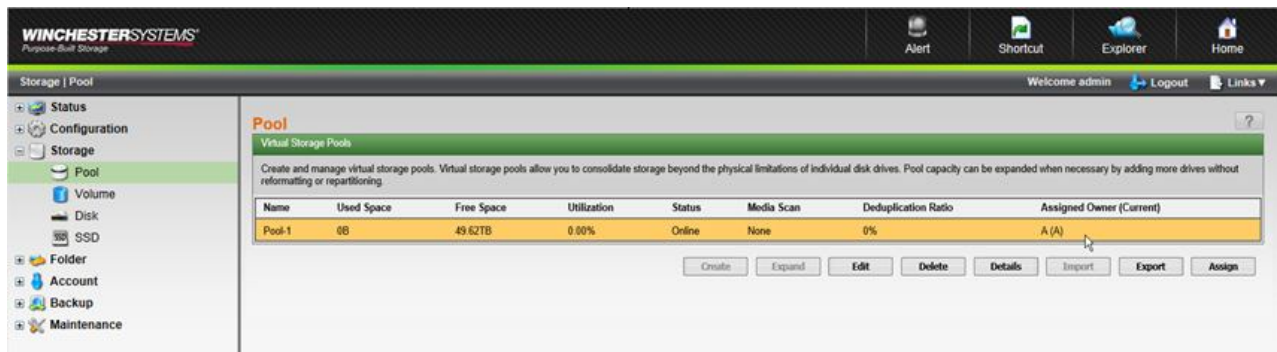 WINCHESTERSYSTEMS®
Purpose-Built Storage
Alert
Shortcut
Explorer
Home
Storage | Pool
Welcome admin
Logout
Links ▼
Status
Configuration
Storage
Pool
Volume
Disk
SSD
Folder
Account
Backup
Maintenance
Pool
?
Virtual Storage Pools
Create and manage virtual storage pools. Virtual storage pools allow you to consolidate storage beyond the physical limitations of individual disk drives. Pool capacity can be expanded when necessary by adding more drives without
reformatting or repartitioning.
Name Used Space Free Space Utilization Status Media Scan Deduplication Ratio Assigned Owner (Current)
Pool-1 0B 49.62TB 0.00% Online None 0% A (A)
Create Expand Edit Delete Details Import Export Assign